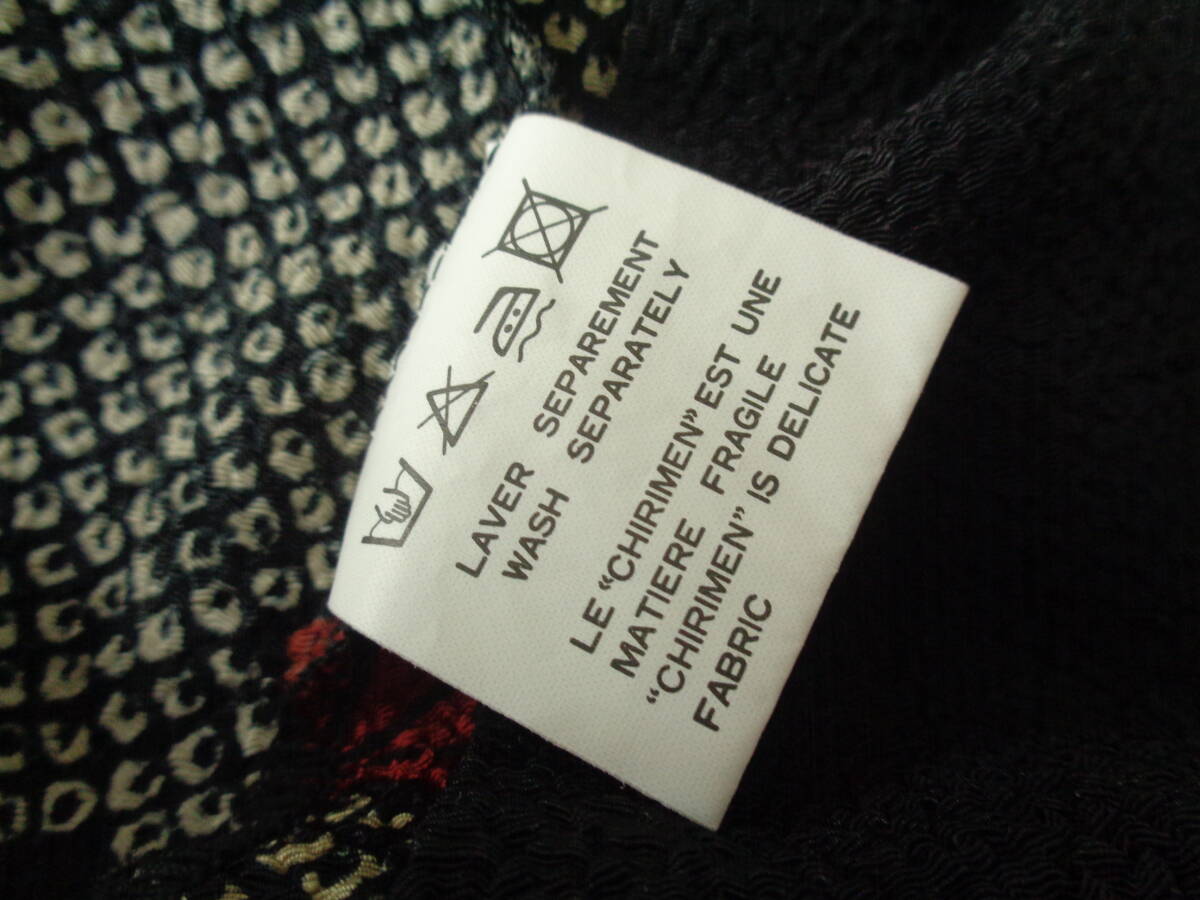 LAVER SEPAREMENT
WASH SEPARATELY
LE “CHIRIMEN” EST UNE
MATIERE FRAGILE
“CHIRIMEN” IS DELICATE
FABRIC